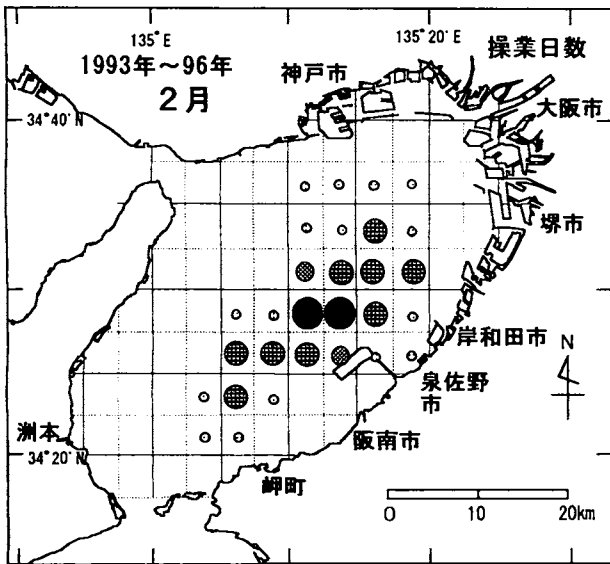 135° E
135° 20' E
操業日数
1993年～96年
神戸市
2月
大阪市
34° 40' N
堺市
岸和田市
N
泉佐野
市
洲本
阪南市
34° 20' N
岬町
0 10 20km